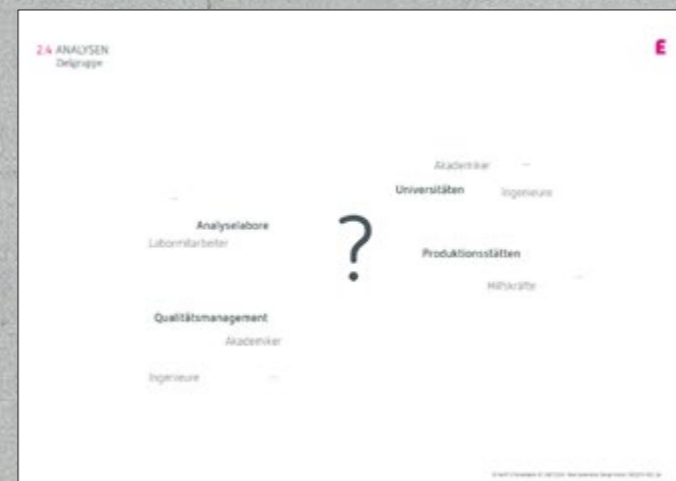 2.4 ANALYSEN
Zielgruppe
E
Akademiker
Universitäten
Ingenieure
Analyselabore
Labormitarbeiter
?
Produktionsstätten
Hilfskräfte
Qualitätsmanagement
Akademiker
Ingenieure